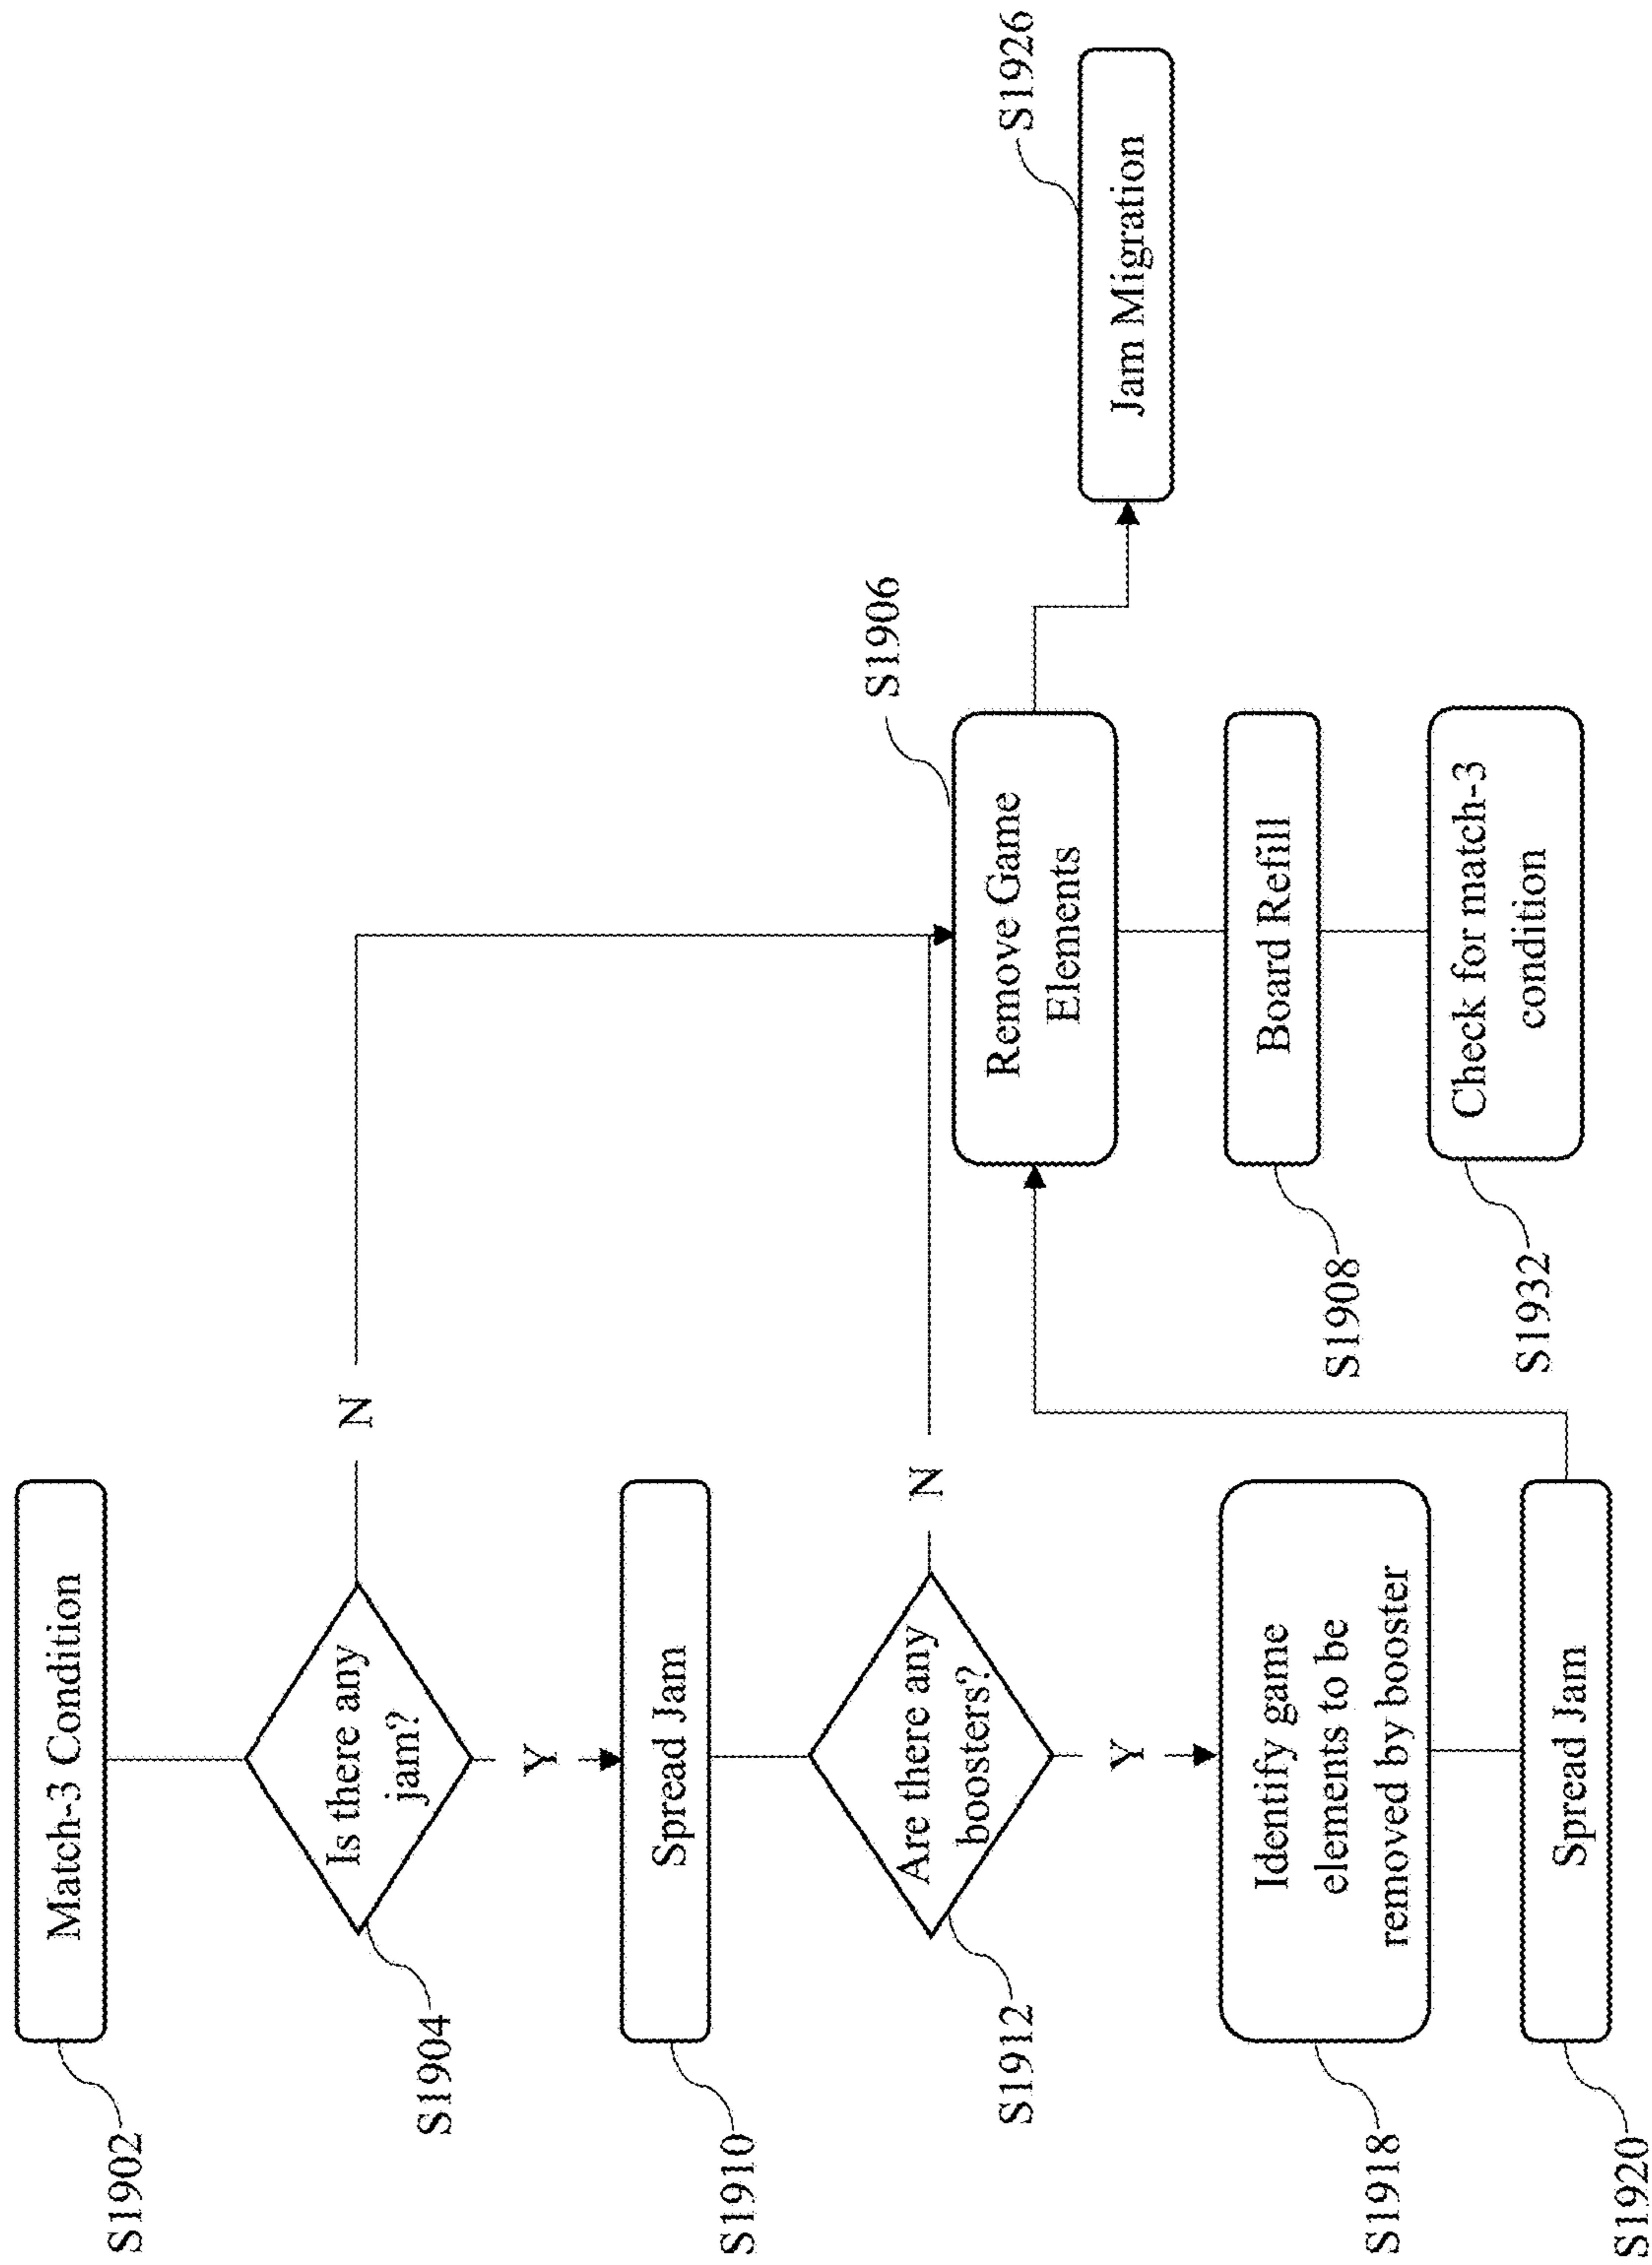 S1902
Match-3 Condition
S1904
Is there any
jam?
N
Y
S1910
Spread Jam
S1912
Are there any
boosters?
N
Y
S1918
Identify game
elements to be
removed by booster
S1920
Spread Jam
S1906
Remove Game
Elements
S1908
Board Refill
S1932
Check for match-3
condition
S1926
Jam Migration